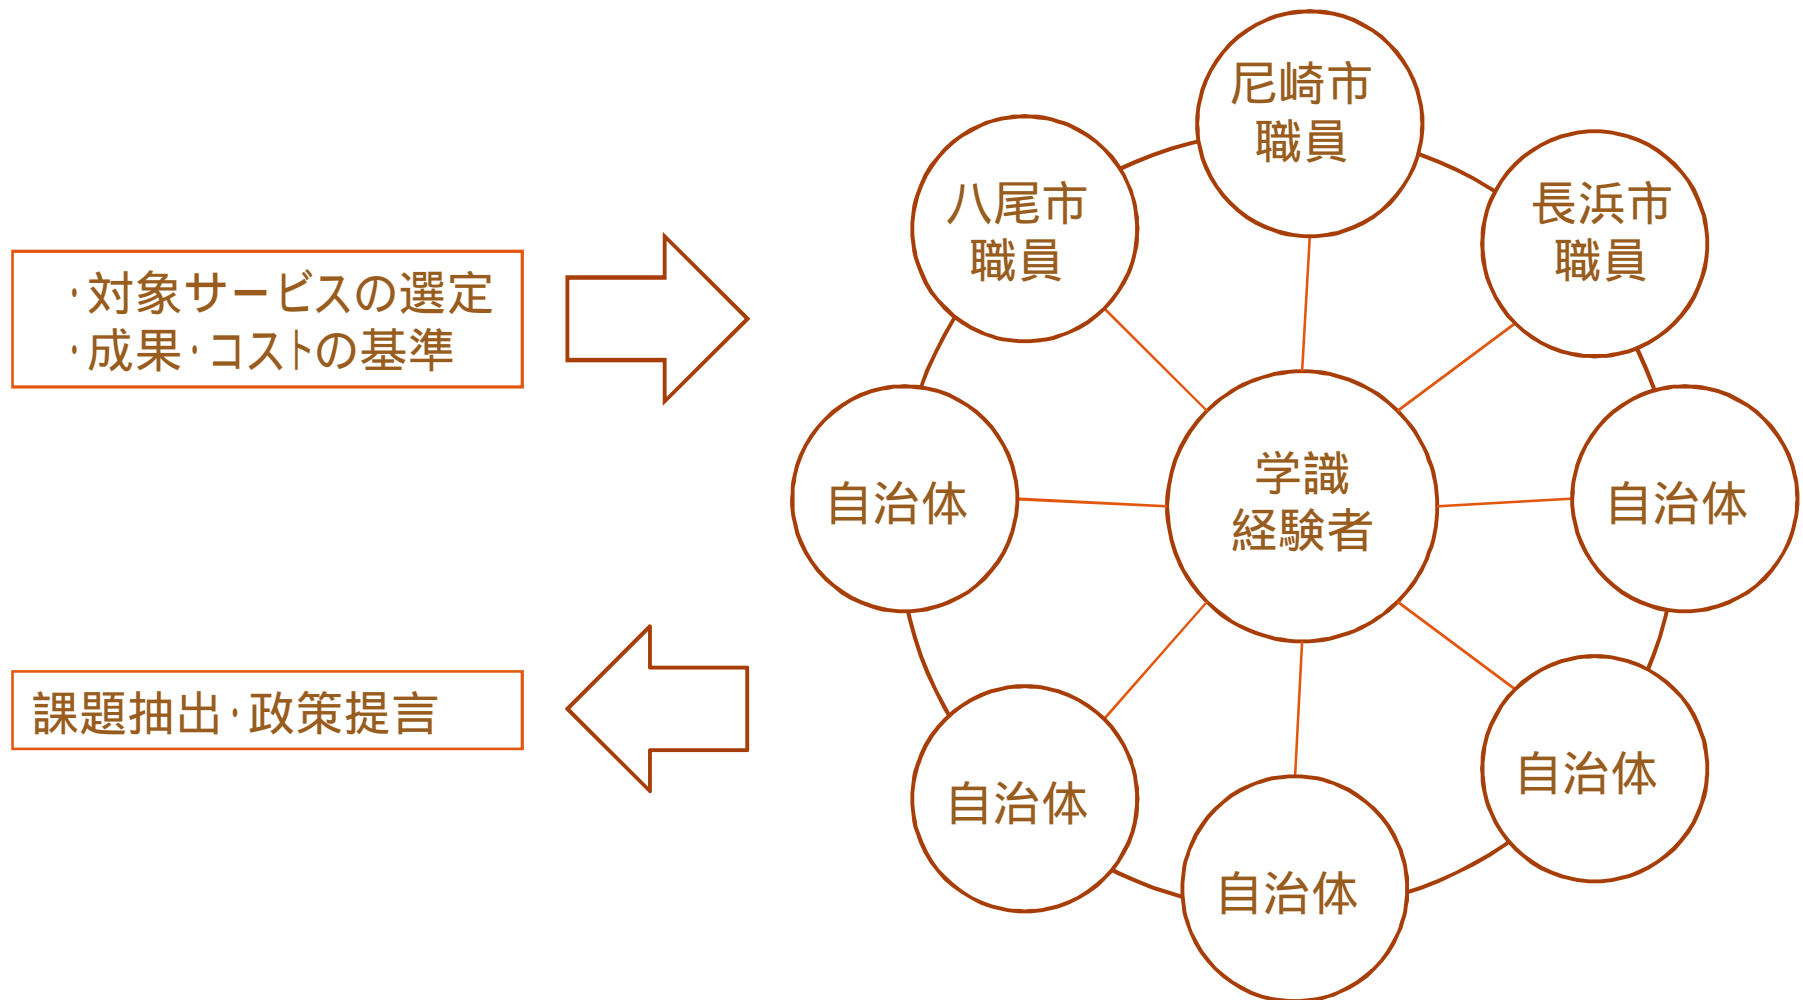 ・対象サービスの選定
・成果・コストの基準
課題抽出・政策提言
尼崎市
職員
八尾市
職員
長浜市
職員
自治体
学識
経験者
自治体
自治体
自治体
自治体